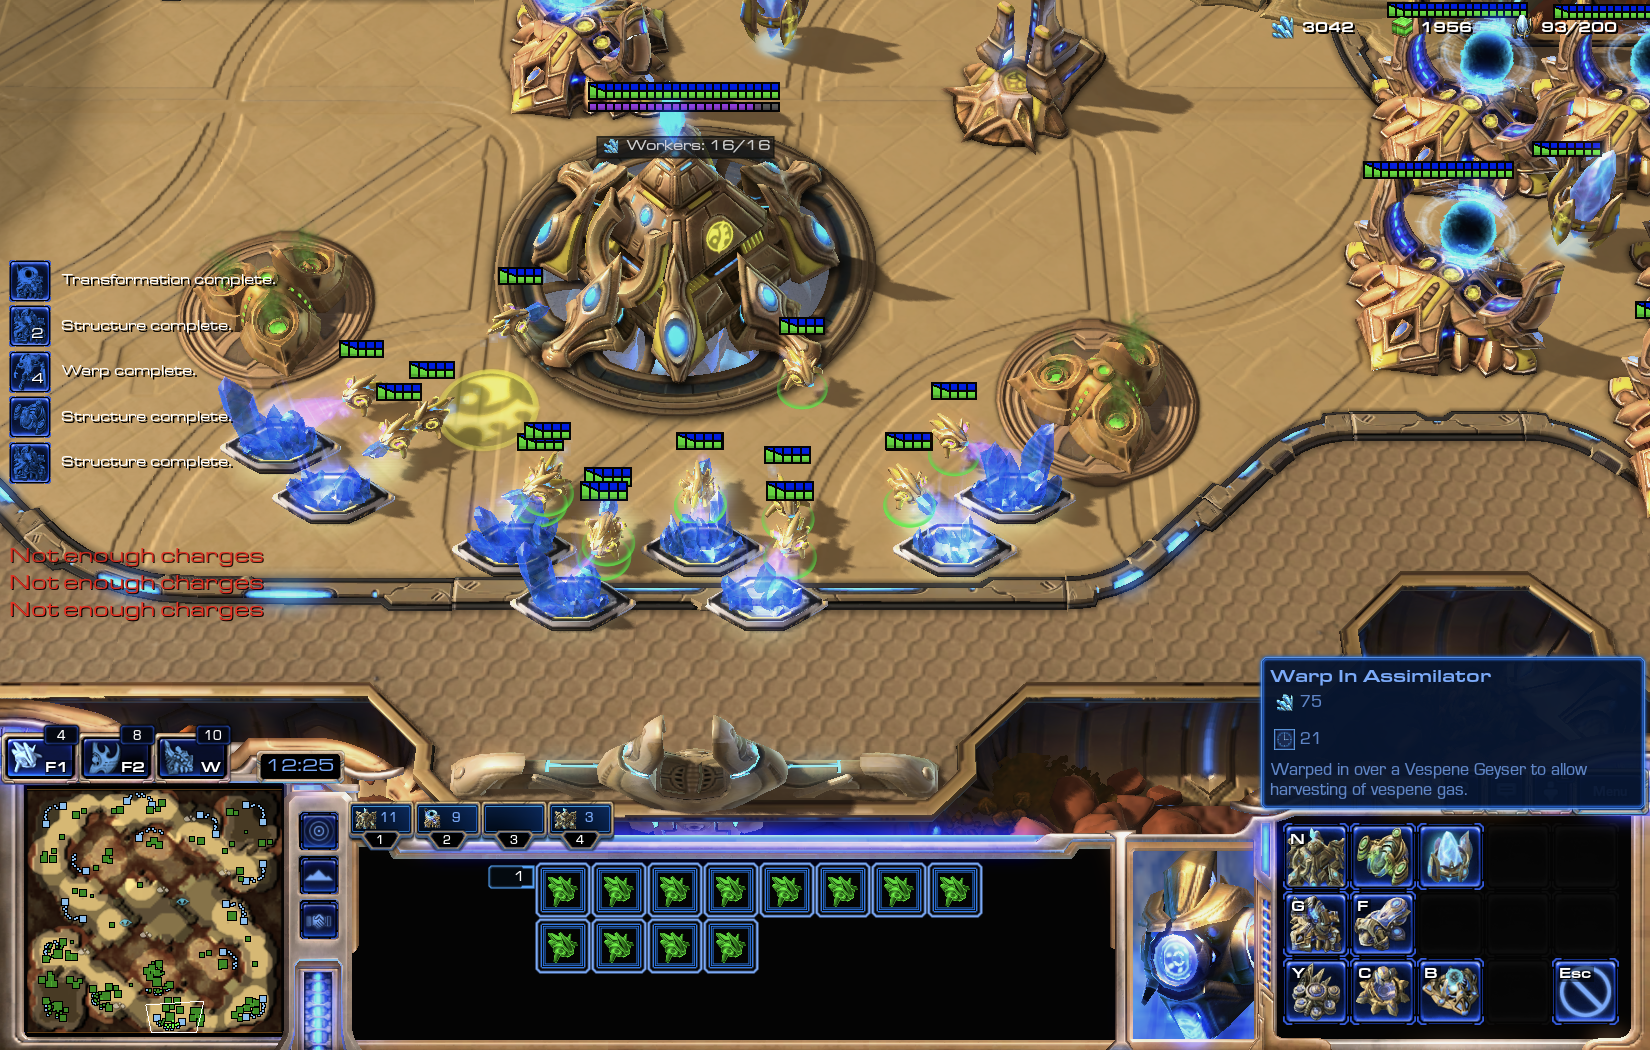 3042 1956 93/200
Workers: 16/16
Transformation complete.
2 Structure complete.
4 Warp complete.
Structure complete.
Structure complete.
Not enough charges
Not enough charges
Not enough charges
Warp In Assimilator
75
21
Warped in over a Vespene Geyser to allow
harvesting of vespene gas.
4 8 10
F1 F2 W
12:25
11 9 3
1 2 3 4
1
N
G F
Y C B Esc